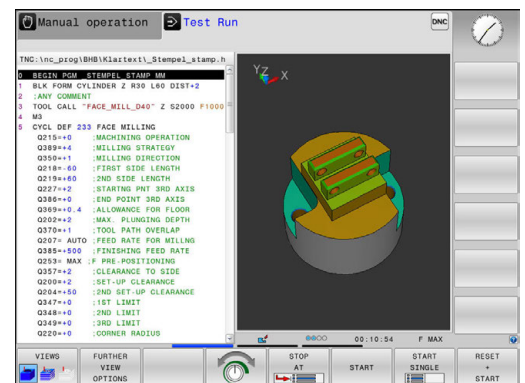 Manual operation
Test Run
DNC
TNC:\nc_prog\BHB\Klartext\_Stempel_stamp.h
0 BEGIN PGM _STEMPEL_STAMP MM
1 BLK FORM CYLINDER Z R30 L60 DIST+2
2 ;ANY COMMENT
3 TOOL CALL "FACE_MILL_D40" Z S2000 F1000
4 M3
5 CYCL DEF 233 FACE MILLING
Q215=+0 ;MACHINING OPERATION
Q389=+4 ;MILLING STRATEGY
Q350=+1 ;MILLING DIRECTION
Q218=-60 ;FIRST SIDE LENGTH
Q219=+60 ;2ND SIDE LENGTH
Q227=+2 ;STARTNG PNT 3RD AXIS
Q386=+0 ;END POINT 3RD AXIS
Q369=+0.4 ;ALLOWANCE FOR FLOOR
Q202=+2 ;MAX. PLUNGING DEPTH
Q370=+1 ;TOOL PATH OVERLAP
Q207= AUTO ;FEED RATE FOR MILLNG
Q385=+500 ;FINISHING FEED RATE
Q253= MAX ;F PRE-POSITIONING
Q357=+2 ;CLEARANCE TO SIDE
Q200=+2 ;SET-UP CLEARANCE
Q204=+50 ;2ND SET-UP CLEARANCE
Q347=+0 ;1ST LIMIT
Q348=+0 ;2ND LIMIT
Q349=+0 ;3RD LIMIT
Q220=+0 ;CORNER RADIUS
Y Z X
00:10:54 F MAX
VIEWS
FURTHER
VIEW
OPTIONS
STOP
AT
START
START
SINGLE
RESET
+
START